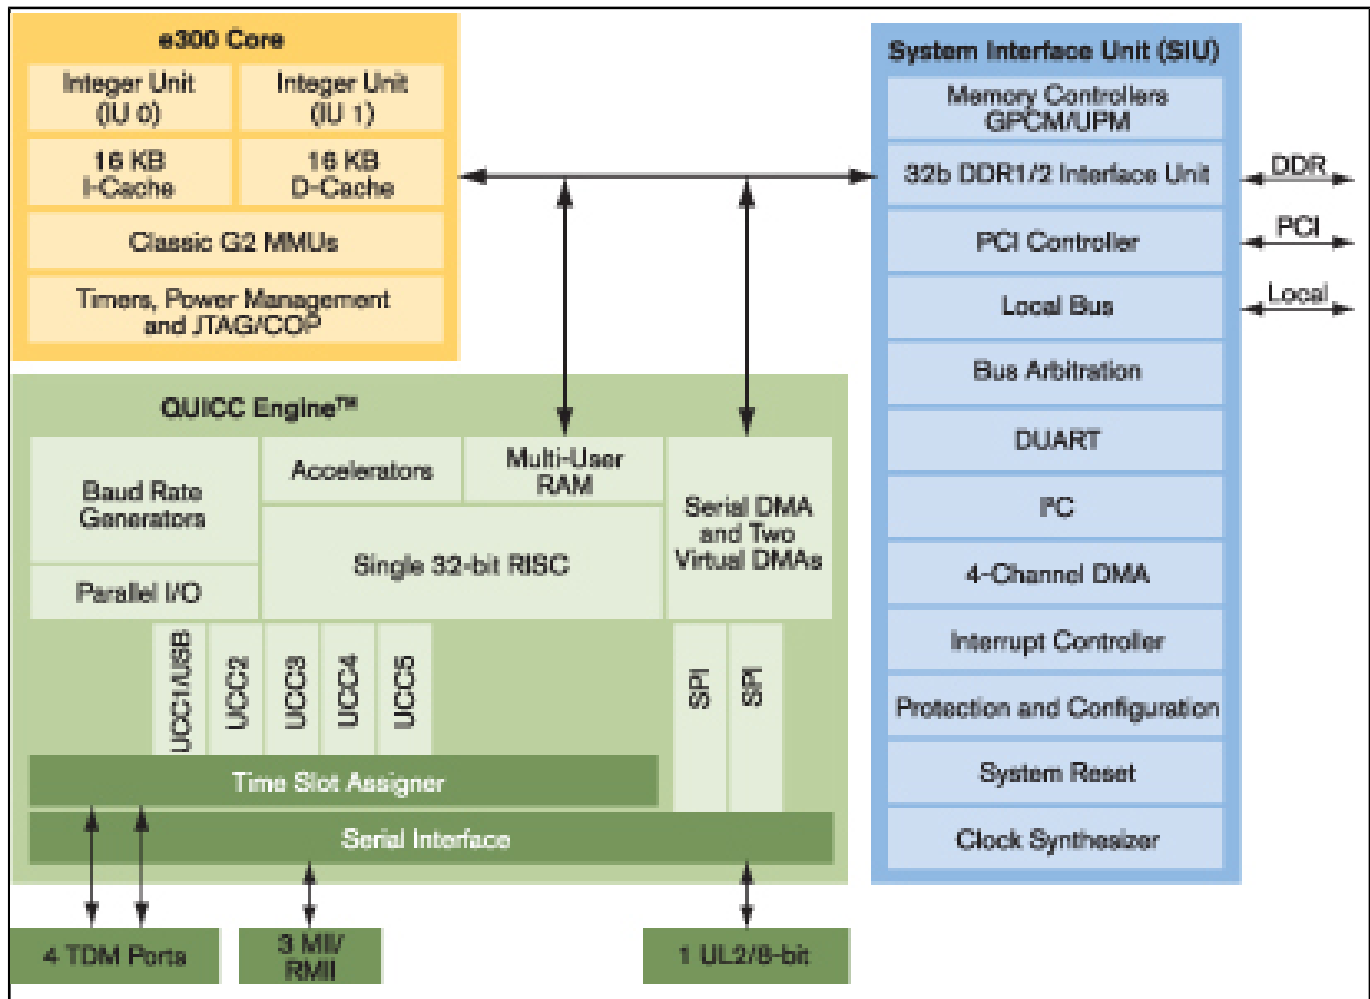 e300 Core
Integer Unit
(IU 0)
Integer Unit
(IU 1)
16 KB
I-Cache
16 KB
D-Cache
Classic G2 MMUs
Timers, Power Management
and JTAG/COP
System Interface Unit (SIU)
Memory Controllers
GPCM/UPM
32b DDR1/2 Interface Unit
PCI Controller
Local Bus
Bus Arbitration
DUART
I²C
4-Channel DMA
Interrupt Controller
Protection and Configuration
System Reset
Clock Synthesizer
DDR
PCI
Local
QUICC Engine™
Baud Rate
Generators
Parallel I/O
Accelerators
Multi-User
RAM
Single 32-bit RISC
Serial DMA
and Two
Virtual DMAs
UCC1/USB
UCC2
UCC3
UCC4
UCC5
SPI
SPI
Time Slot Assigner
Serial Interface
4 TDM Ports
3 MII/
RMII
1 UL2/8-bit